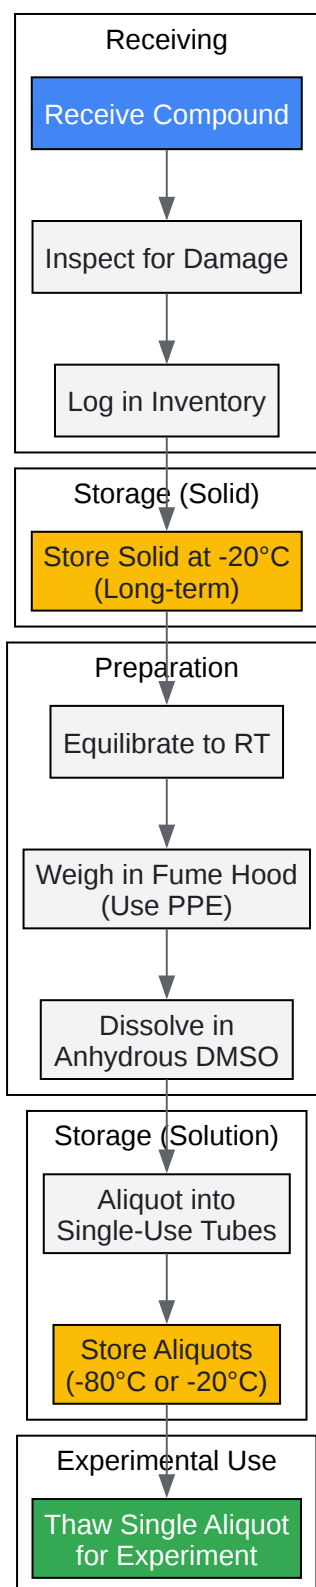 Receiving
Receive Compound
Inspect for Damage
Log in Inventory
Storage (Solid)
Store Solid at -20°C
(Long-term)
Preparation
Equilibrate to RT
Weigh in Fume Hood
(Use PPE)
Dissolve in
Anhydrous DMSO
Storage (Solution)
Aliquot into
Single-Use Tubes
Store Aliquots
(-80°C or -20°C)
Experimental Use
Thaw Single Aliquot
for Experiment